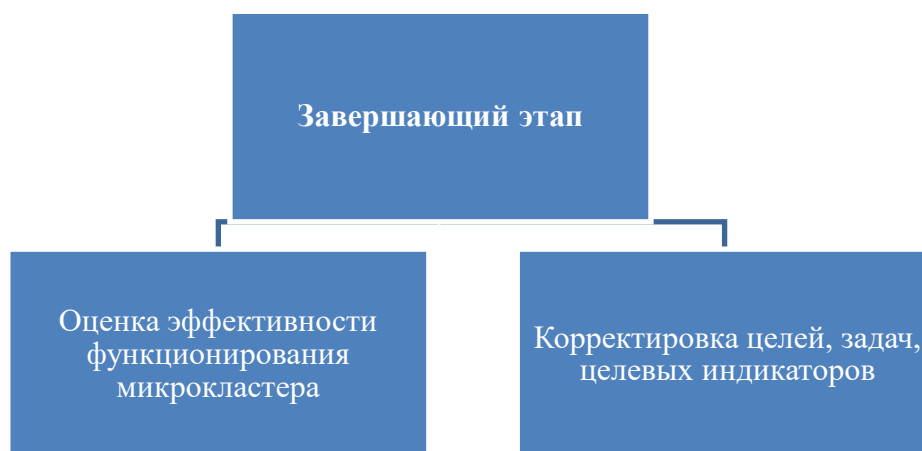 Завершающий этап
Оценка эффективности
функционирования
микрокластера
Корректировка целей, задач,
целевых индикаторов